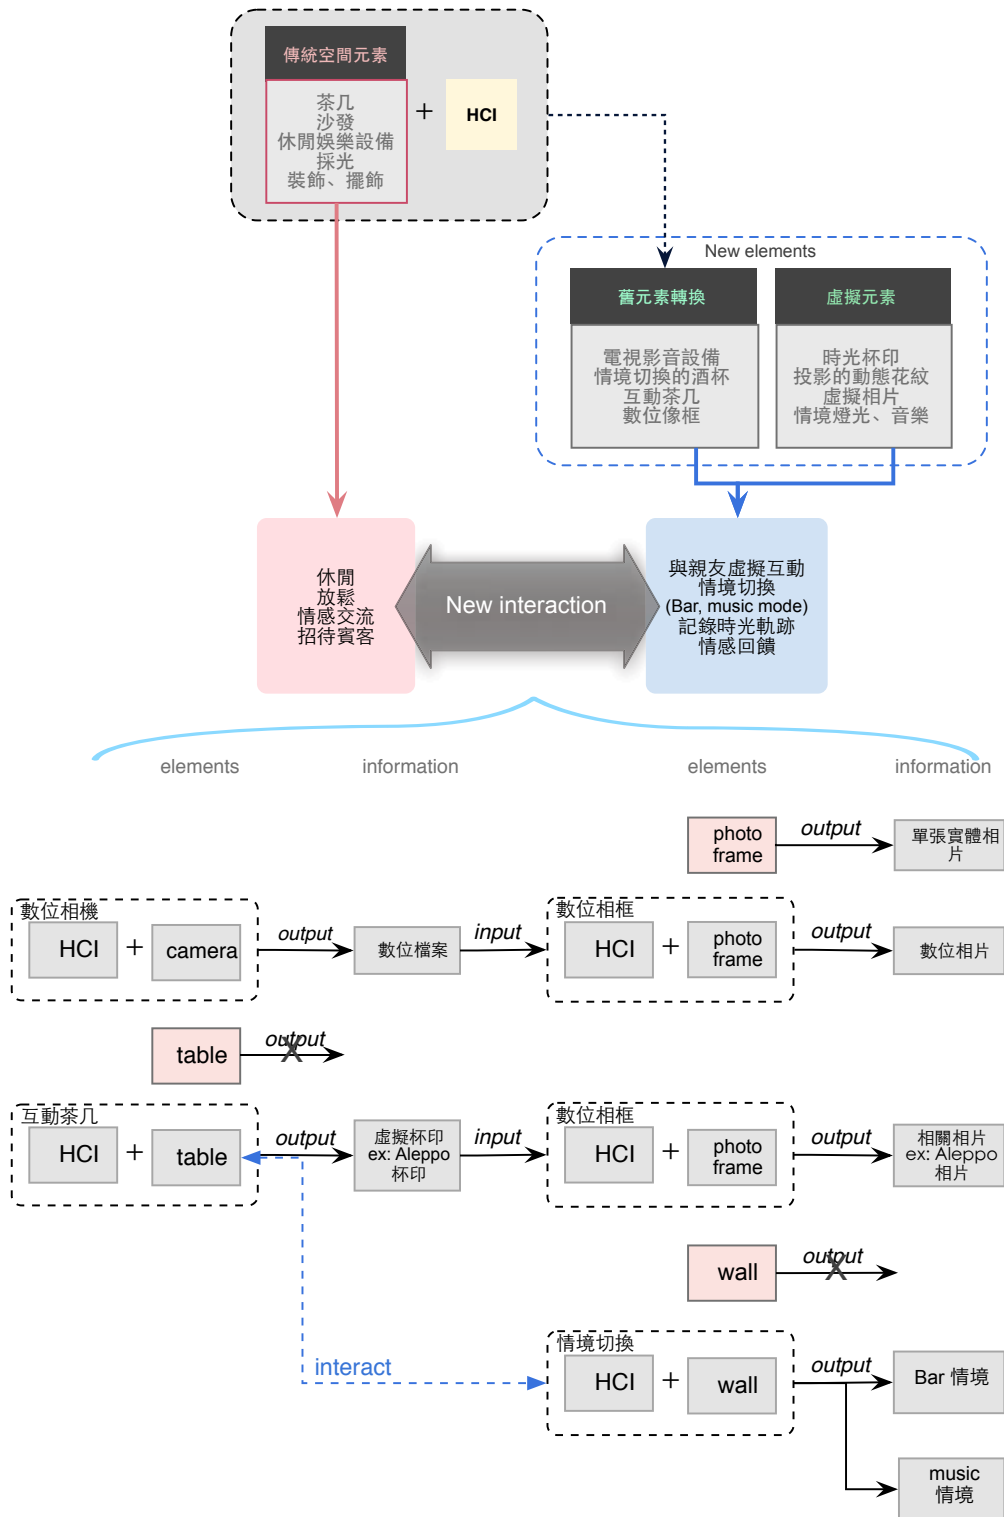 傳統空間元素
茶几
沙發
休閒娛樂設備
採光
裝飾、擺飾
+
HCI
New elements
舊元素轉換
電視影音設備
情境切換的酒杯
互動茶几
數位像框
虛擬元素
時光杯印
投影的動態花紋
虛擬相片
情境燈光、音樂
休閒
放鬆
情感交流
招待賓客
New interaction
與親友虛擬互動
情境切換
(Bar, music mode)
記錄時光軌跡
情感回饋
elements
information
elements
information
photo
frame
output
單張實體相
片
數位相機
HCI + camera
output
數位檔案
input
數位相框
HCI + photo
frame
output
數位相片
table
output
X
互動茶几
HCI + table
output
虛擬杯印
ex: Aleppo
杯印
input
數位相框
HCI + photo
frame
output
相關相片
ex: Aleppo
相片
wall
output
X
interact
情境切換
HCI + wall
output
Bar 情境
music
情境